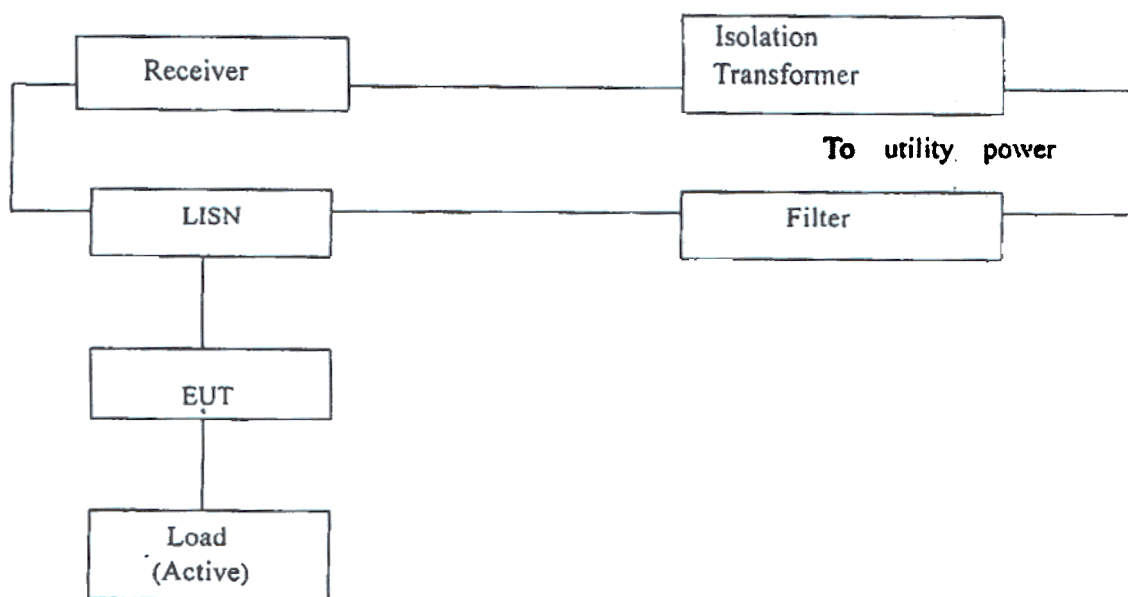 Receiver
Isolation
Transformer
To utility power
LISN
Filter
EUT
Load
(Active)